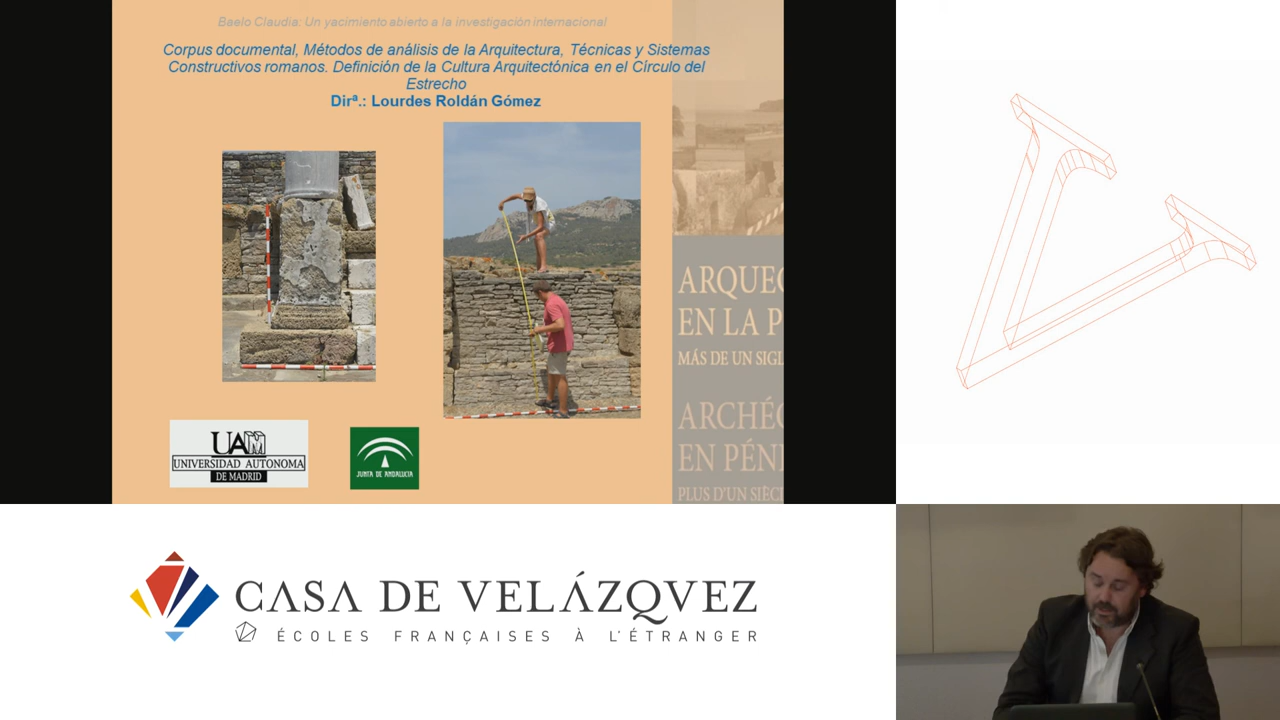 Baelo Claudia: Un yacimiento abierto a la investigación internacional
Corpus documental, Métodos de análisis de la Arquitectura, Técnicas y Sistemas
Constructivos romanos. Definición de la Cultura Arquitectónica en el Círculo del
Estrecho
Dirª.: Lourdes Roldán Gómez
ARQUEO
EN LA P
MÁS DE UN SIGL
ARCHÉO
EN PÉNI
PLUS D'UN SIÈC
UAM
UNIVERSIDAD AUTONOMA
DE MADRID
JUNTA DE ANDALUCIA
CASA DE VELÁZQVEZ
ÉCOLES FRANÇAISES À L'ÉTRANGER